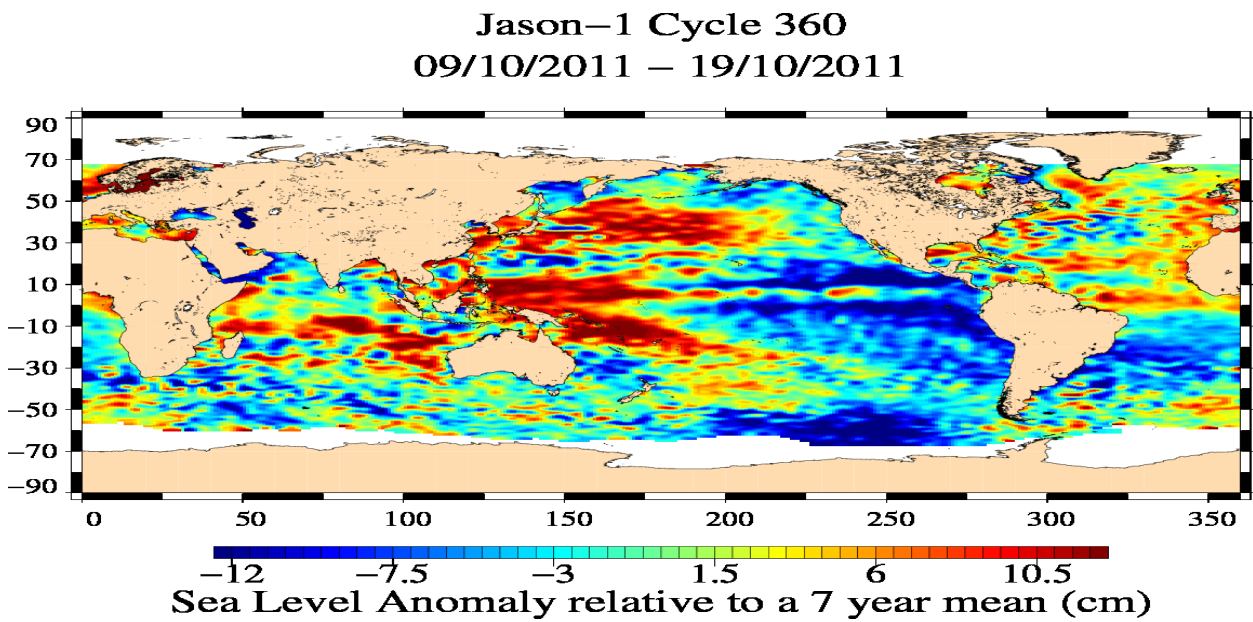 Jason–1 Cycle 360
09/10/2011 – 19/10/2011
90
70
50
30
10
−10
−30
−50
−70
−90
0 50 100 150 200 250 300 350
−12 −7.5 −3 1.5 6 10.5
Sea Level Anomaly relative to a 7 year mean (cm)